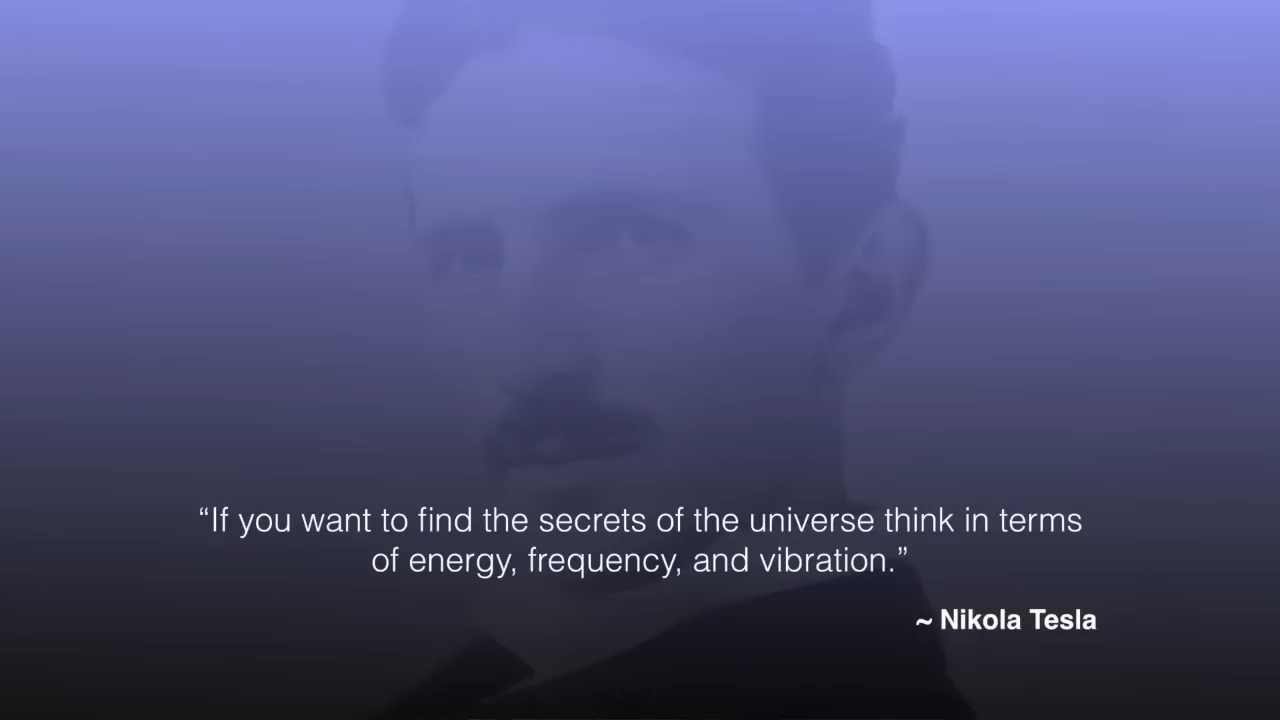 “If you want to find the secrets of the universe think in terms
of energy, frequency, and vibration.”
~ Nikola Tesla